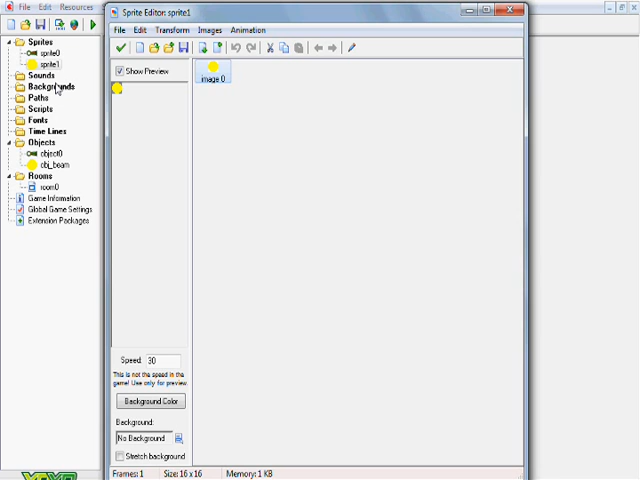 File Edit Resources
Sprite Editor: sprite1
File Edit Transform Images Animation
Sprites
sprite0
sprite1
Sounds
Backgrounds
Paths
Scripts
Fonts
Time Lines
Objects
object0
obj_beam
Rooms
room0
Game Information
Global Game Settings
Extension Packages
Show Preview
image 0
Speed: 30
This is not the speed in the
game! Use only for preview
Background Color
Background:
No Background
Stretch background
Frames: 1 Size: 16 x 16 Memory: 1 KB
YOYO